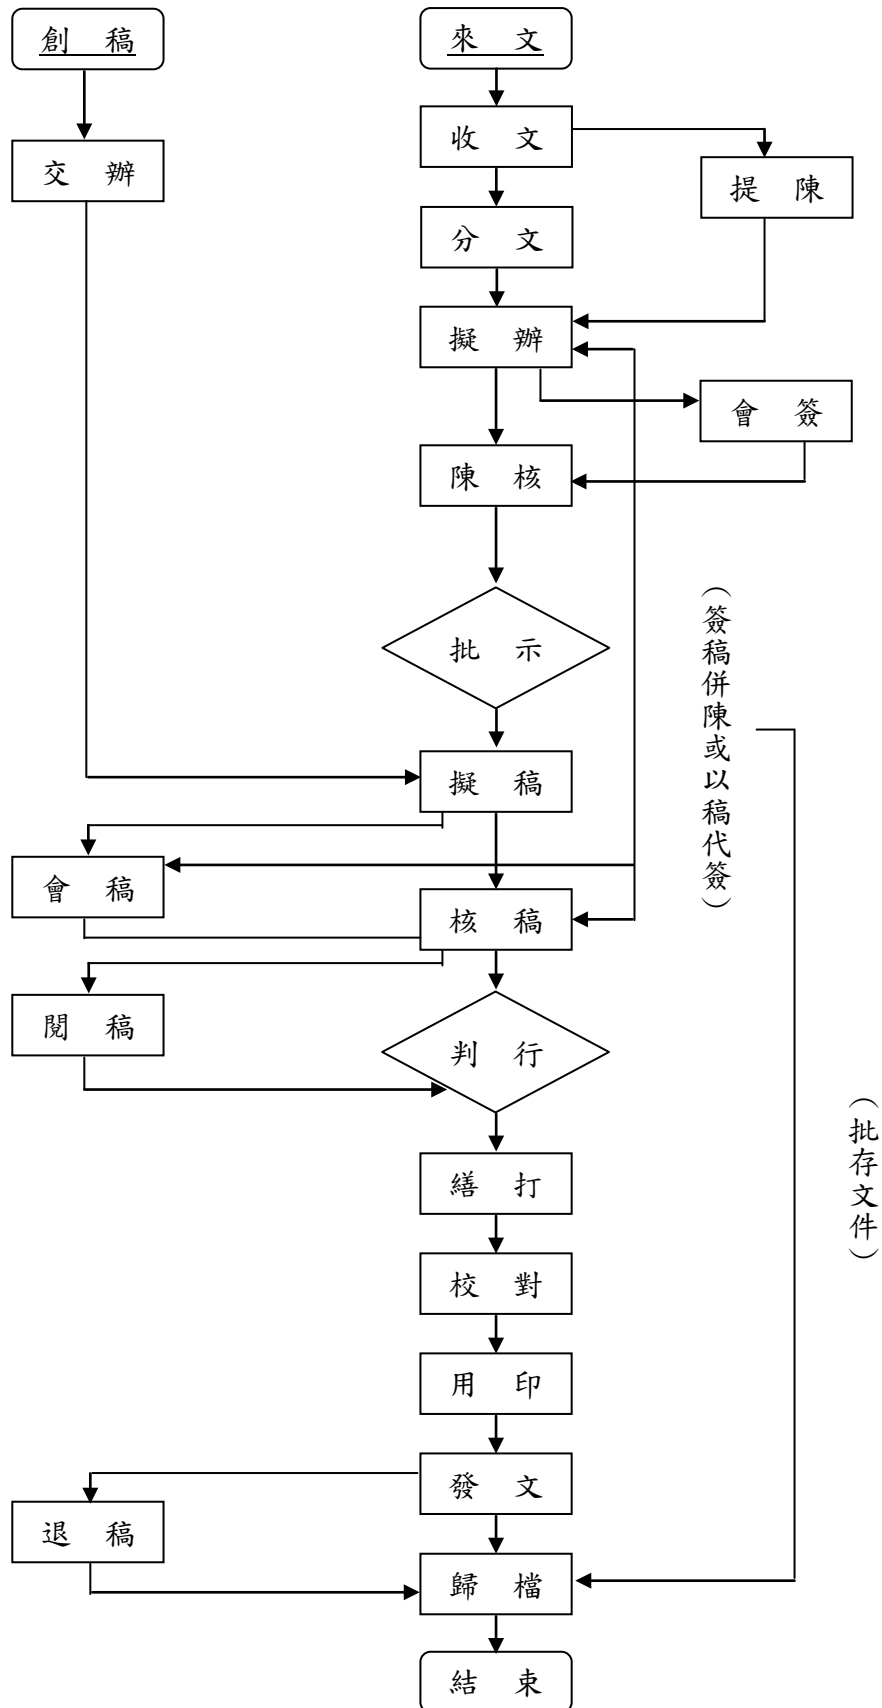 創 稿
來 文
收 文
交 辦
提 陳
分 文
擬 辦
會 簽
陳 核
批 示
（簽稿併陳或以稿代簽）
擬 稿
會 稿
核 稿
閱 稿
判 行
（批存文件）
繕 打
校 對
用 印
發 文
退 稿
歸 檔
結 束